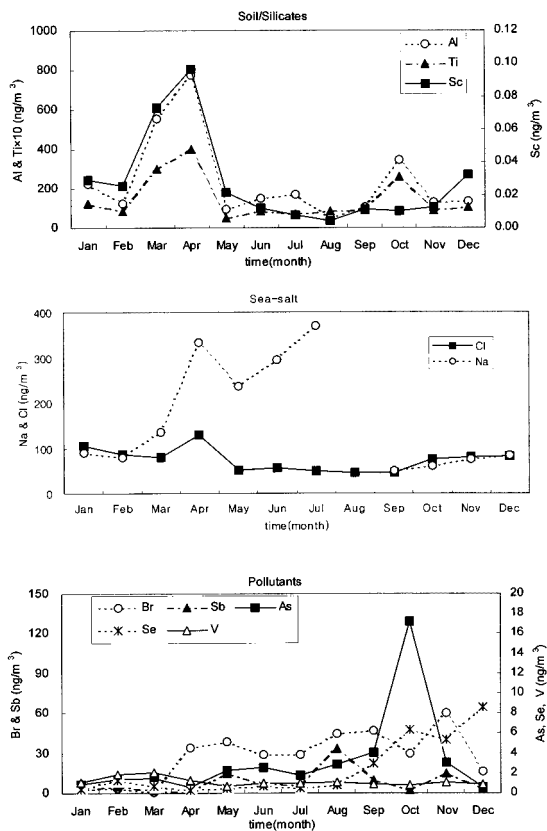 Soil/Silicates
1000
800
600
400
200
0
Al & Ti×10 (ng/m³)
Al
Ti
Sc
0.12
0.10
0.08
0.06
0.04
0.02
0.00
Sc (ng/m³)
Jan Feb Mar Apr May Jun Jul Aug Sep Oct Nov Dec
time(month)
Sea-salt
400
300
200
100
0
Na & Cl (ng/m³)
Cl
Na
Jan Feb Mar Apr May Jun Jul Aug Sep Oct Nov Dec
time(month)
Pollutants
150
120
90
60
30
0
Br & Sb (ng/m³)
Br Sb As
Se V
20
18
16
14
12
10
8
6
4
2
0
As, Se, V (ng/m³)
Jan Feb Mar Apr May Jun Jul Aug Sep Oct Nov Dec
time(month)